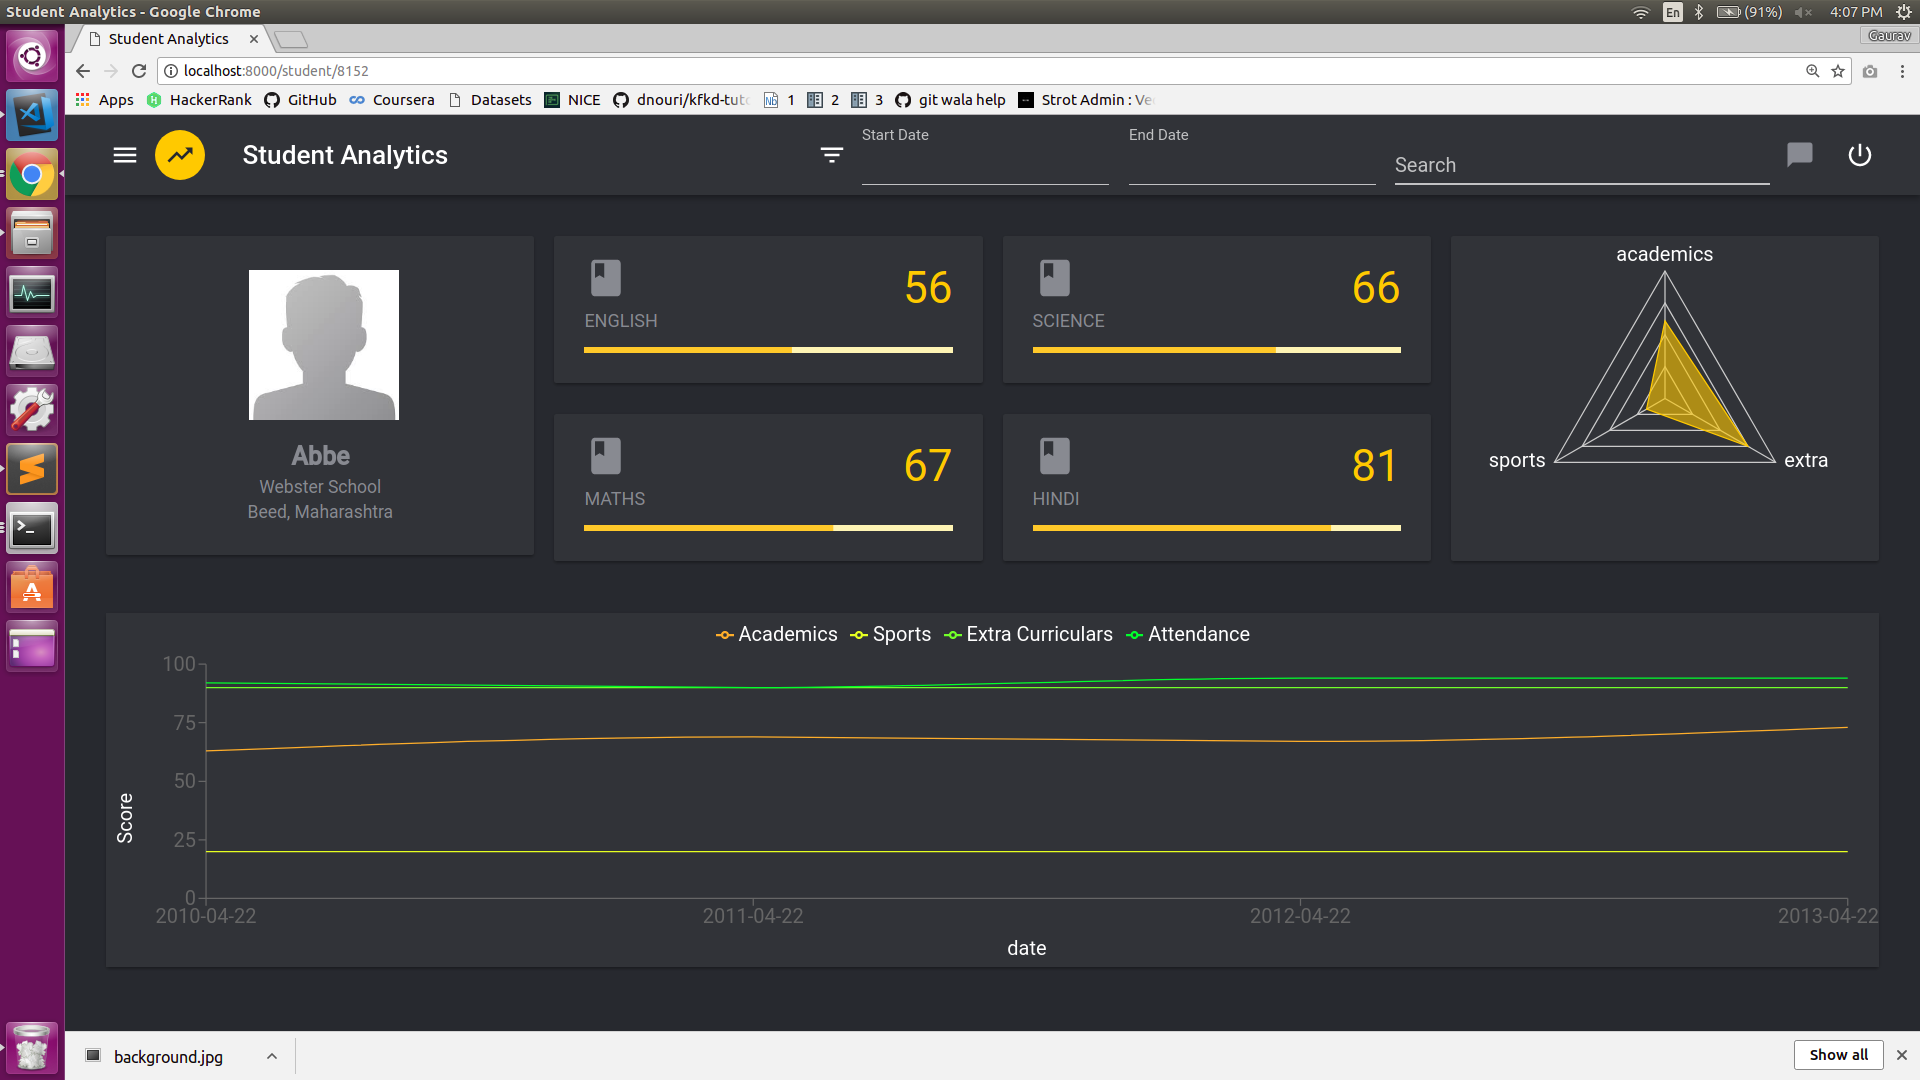 Student Analytics - Google Chrome
En (91%) 4:07 PM
Student Analytics
Gaurav
localhost:8000/student/8152
Apps HackerRank GitHub Coursera Datasets NICE dnouri/kfkd-tut 1 2 3 git wala help Strot Admin : Ve
Student Analytics
Start Date
End Date
Search
Abbe
Webster School
Beed, Maharashtra
56
ENGLISH
66
SCIENCE
67
MATHS
81
HINDI
academics
sports
extra
Academics Sports Extra Curriculars Attendance
100
75
50
25
0
Score
2010-04-22 2011-04-22 2012-04-22 2013-04-22
date
background.jpg
Show all